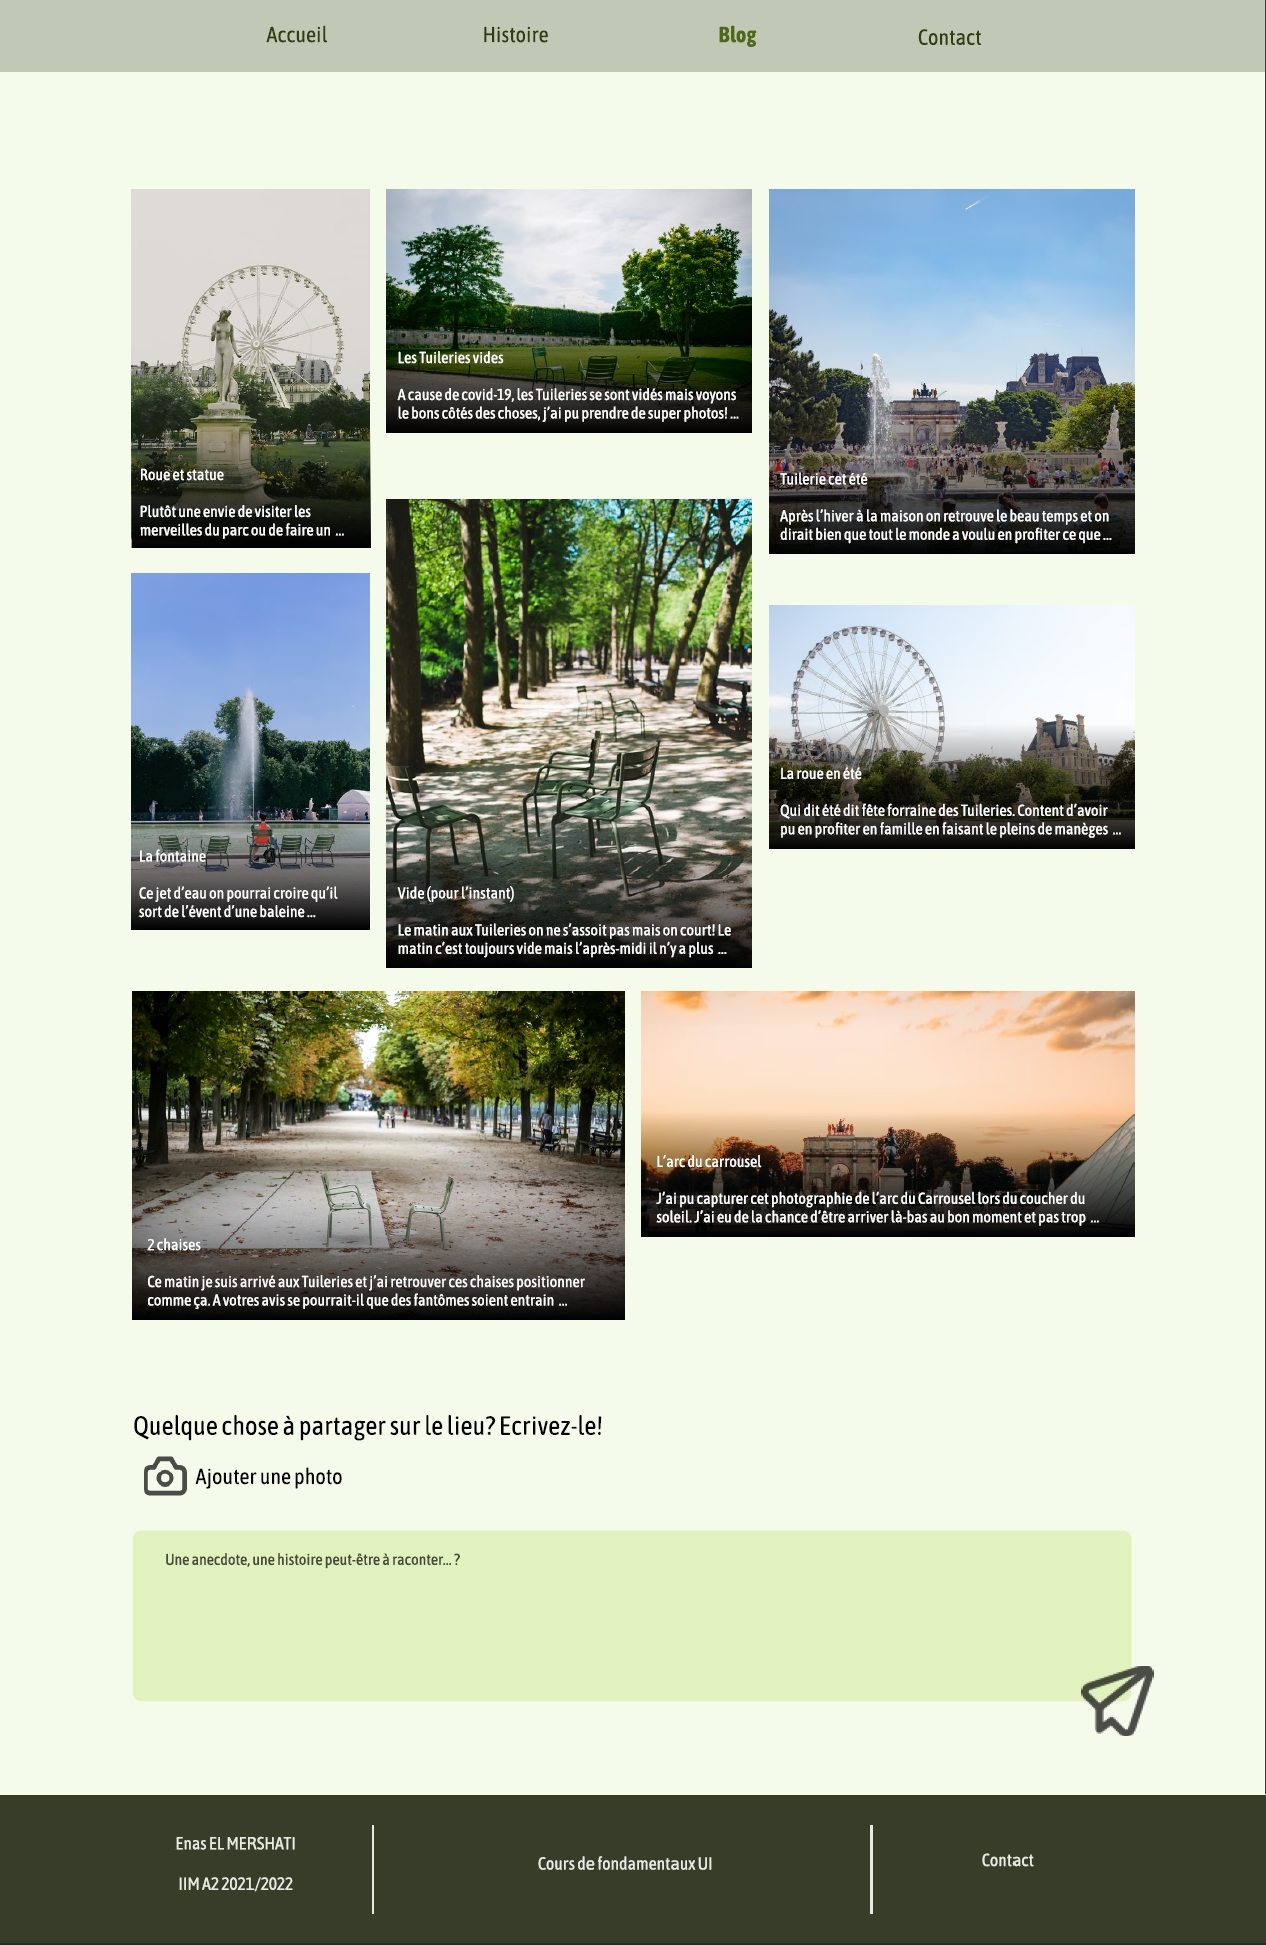 Accueil
Histoire
Blog
Contact
Roue et statue
Plutôt une envie de visiter les
merveilles du parc ou de faire un ...
Les Tuileries vides
A cause de covid-19, les Tuileries se sont vidés mais voyons
le bons côtés des choses, j'ai pu prendre de super photos! ...
Tuilerie cet été
Après l'hiver à la maison on retrouve le beau temps et on
dirait bien que tout le monde a voulu en profiter ce que ...
La fontaine
Ce jet d'eau on pourrai croire qu'il
sort de l'évent d'une baleine ...
Vide (pour l'instant)
Le matin aux Tuileries on ne s'assoit pas mais on court! Le
matin c'est toujours vide mais l'après-midi il n'y a plus ...
La roue en été
Qui dit été dit fête forraine des Tuileries. Content d'avoir
pu en profiter en famille en faisant le pleins de manèges ...
2 chaises
Ce matin je suis arrivé aux Tuileries et j'ai retrouver ces chaises positionner
comme ça. A votres avis se pourrait-il que des fantômes soient entrain ...
L'arc du carrousel
J'ai pu capturer cet photographie de l'arc du Carrousel lors du coucher du
soleil. J'ai eu de la chance d'être arriver là-bas au bon moment et pas trop ...
Quelque chose à partager sur le lieu? Ecrivez-le!
Ajouter une photo
Une anecdote, une histoire peut-être à raconter... ?
Enas EL MERSHATI
IIM A2 2021/2022
Cours de fondamentaux UI
Contact